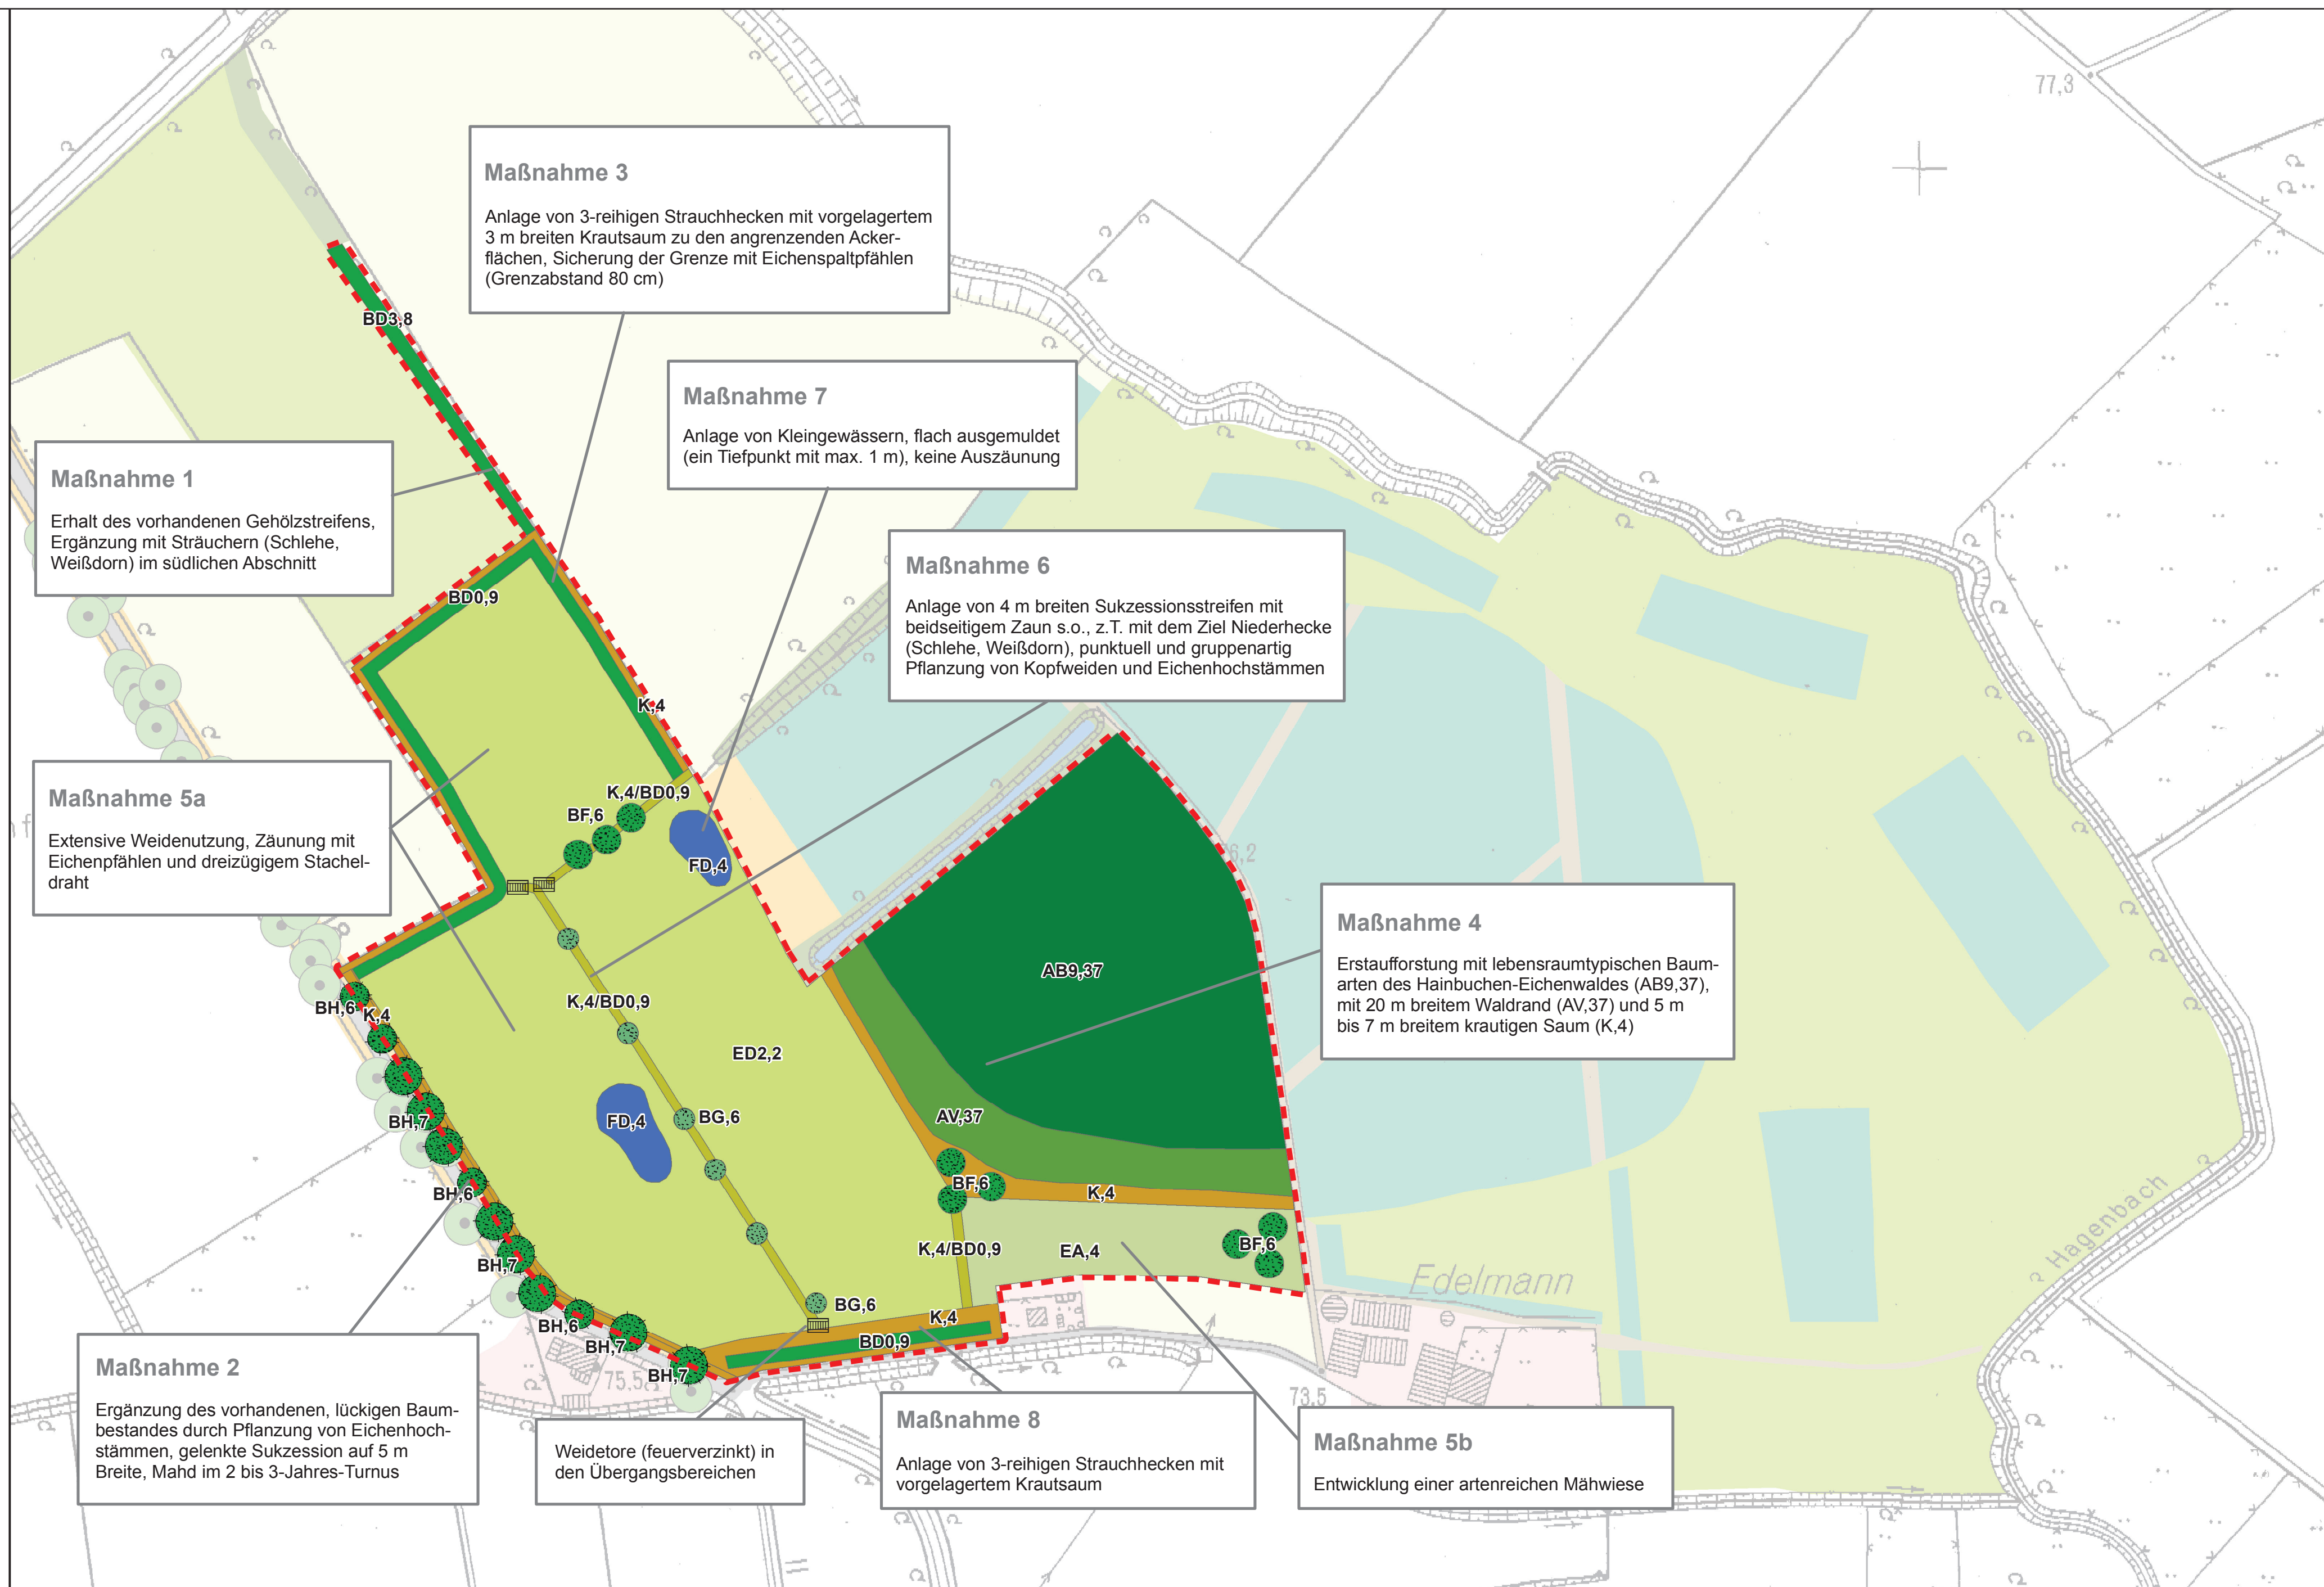 77,3
Maßnahme 3
Anlage von 3-reihigen Strauchhecken mit vorgelagertem
3 m breiten Krautsaum zu den angrenzenden Acker-
flächen, Sicherung der Grenze mit Eichenspaltpfählen
(Grenzabstand 80 cm)
BD3,8
Maßnahme 7
Anlage von Kleingewässern, flach ausgemuldet
(ein Tiefpunkt mit max. 1 m), keine Auszäunung
Maßnahme 1
Erhalt des vorhandenen Gehölzstreifens,
Ergänzung mit Sträuchern (Schlehe,
Weißdorn) im südlichen Abschnitt
Maßnahme 6
Anlage von 4 m breiten Sukzessionsstreifen mit
beidseitigem Zaun s.o., z.T. mit dem Ziel Niederhecke
(Schlehe, Weißdorn), punktuell und gruppenartig
Pflanzung von Kopfweiden und Eichenhochstämmen
BD0,9
K,4
Maßnahme 5a
Extensive Weidenutzung, Zäunung mit
Eichenpfählen und dreizügigem Stachel-
draht
K,4/BD0,9
BF,6
FD,4
6,2
Maßnahme 4
Erstaufforstung mit lebensraumtypischen Baum-
arten des Hainbuchen-Eichenwaldes (AB9,37),
mit 20 m breitem Waldrand (AV,37) und 5 m
bis 7 m breitem krautigen Saum (K,4)
AB9,37
BH,6
K,4
K,4/BD0,9
ED2,2
BH,7
FD,4
BG,6
AV,37
BF,6
K,4
BH,6
K,4/BD0,9
EA,4
BF,6
BH,7
Hagenbach
Edelmann
BH,6
BG,6
K,4
BD0,9
BH,7
BH,7
75,5
73,5
Maßnahme 2
Ergänzung des vorhandenen, lückigen Baum-
bestandes durch Pflanzung von Eichenhoch-
stämmen, gelenkte Sukzession auf 5 m
Breite, Mahd im 2 bis 3-Jahres-Turnus
Weidetore (feuerverzinkt) in
den Übergangsbereichen
Maßnahme 8
Anlage von 3-reihigen Strauchhecken mit
vorgelagertem Krautsaum
Maßnahme 5b
Entwicklung einer artenreichen Mähwiese